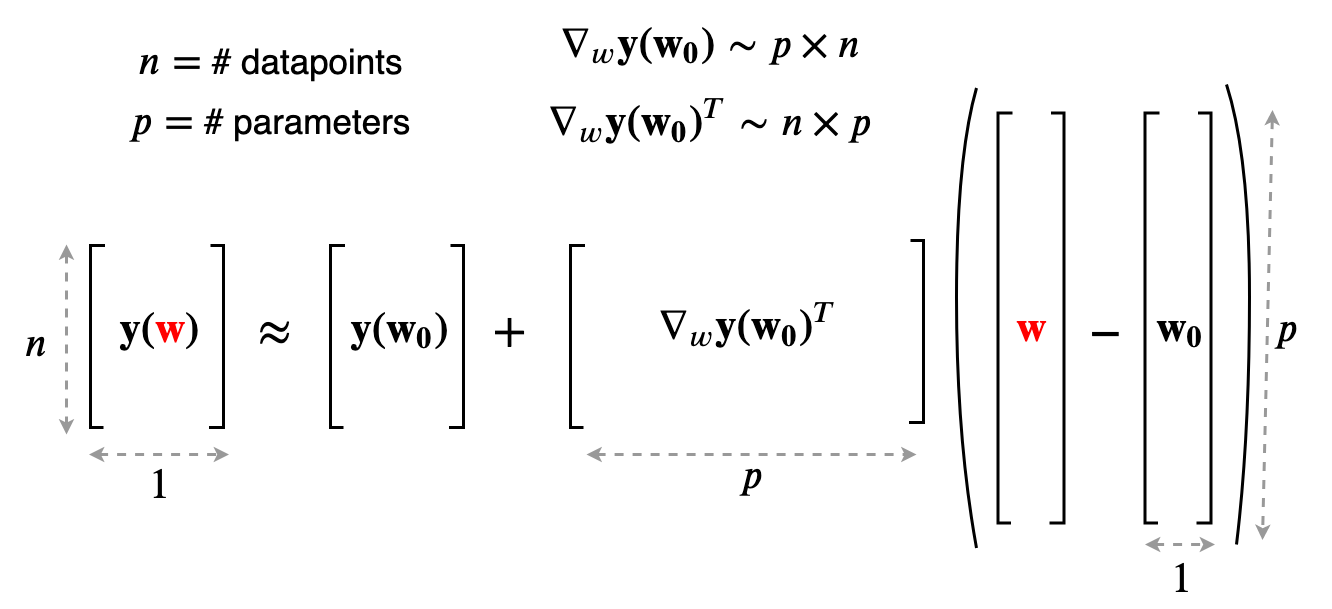 n = # datapoints
p = # parameters
∇_w y(w₀) ∼ p × n
∇_w y(w₀)^T ∼ n × p
n [y(w)] ≈ [y(w₀)] + [∇_w y(w₀)^T] ([w] − [w₀]) p
1
p
1